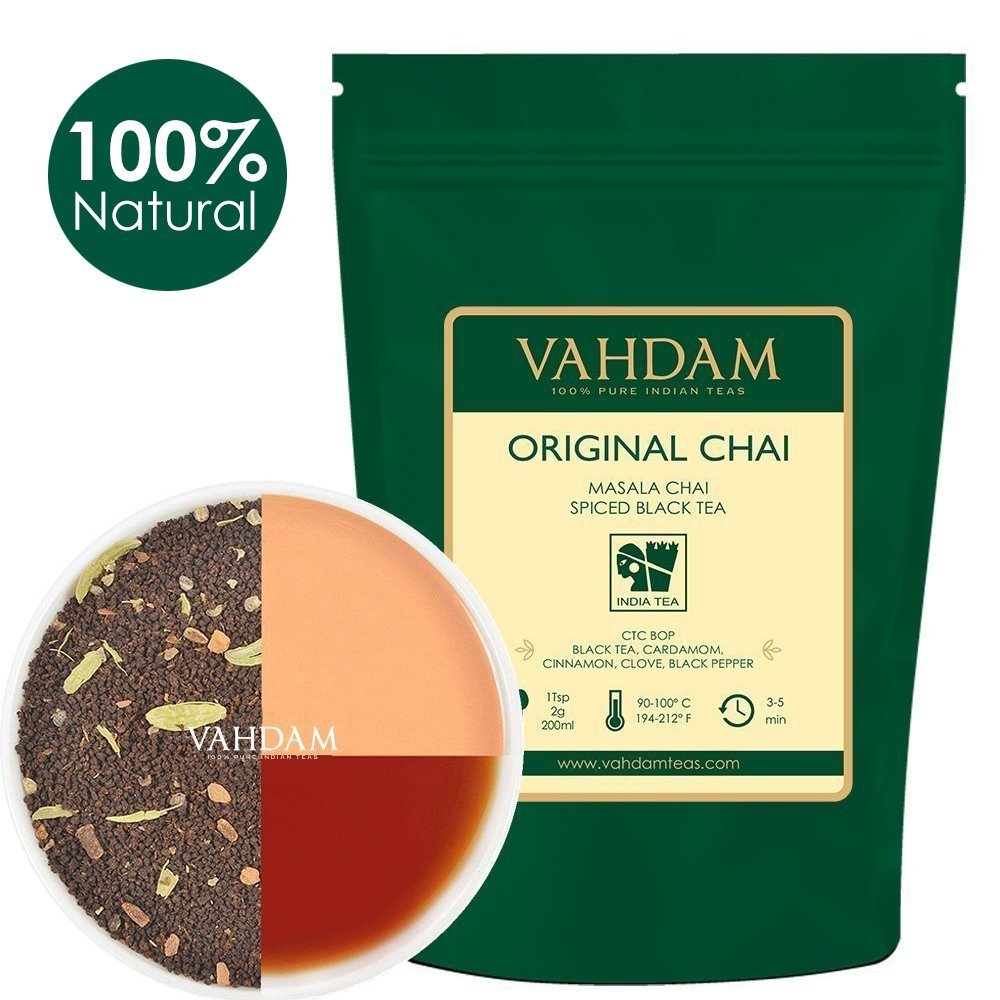 100%
Natural
VAHDAM
100% PURE INDIAN TEAS
ORIGINAL CHAI
MASALA CHAI
SPICED BLACK TEA
INDIA TEA
CTC BOP
BLACK TEA, CARDAMOM,
CINNAMON, CLOVE, BLACK PEPPER
1Tsp
2g
200ml
90-100° C
194-212° F
3-5
min
www.vahdamteas.com
VAHDAM
100% PURE INDIAN TEAS